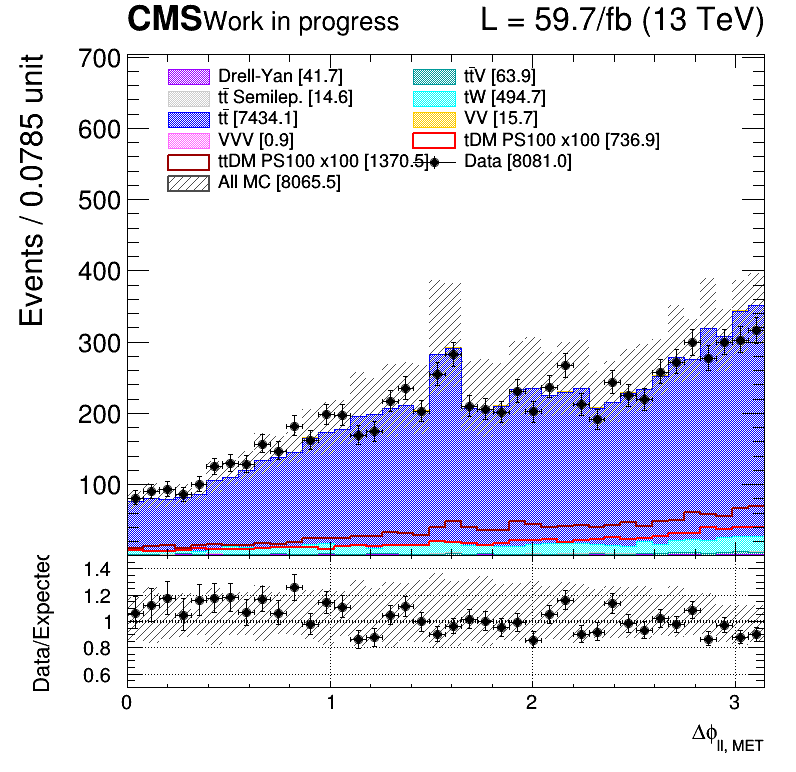 CMS Work in progress L = 59.7/fb (13 TeV)
Events / 0.0785 unit
700
600
500
400
300
200
100
Drell-Yan [41.7] tt̄V [63.9]
tt̄ Semilep. [14.6] tW [494.7]
tt̄ [7434.1] VV [15.7]
VVV [0.9] tDM PS100 x100 [736.9]
ttDM PS100 x100 [1370.5] Data [8081.0]
All MC [8065.5]
Data/Expected
1.4
1.2
1
0.8
0.6
0 1 2 3
Δϕll, MET